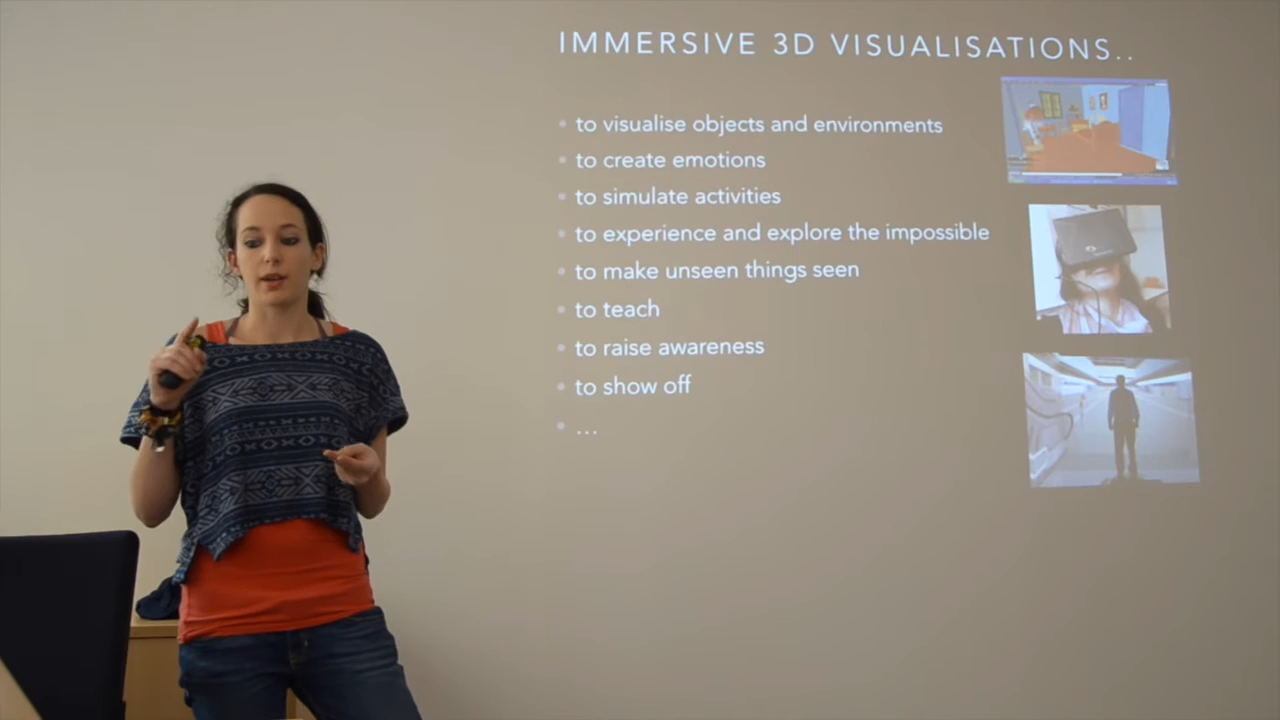 IMMERSIVE 3D VISUALISATIONS..
• to visualise objects and environments
• to create emotions
• to simulate activities
• to experience and explore the impossible
• to make unseen things seen
• to teach
• to raise awareness
• to show off
• ...